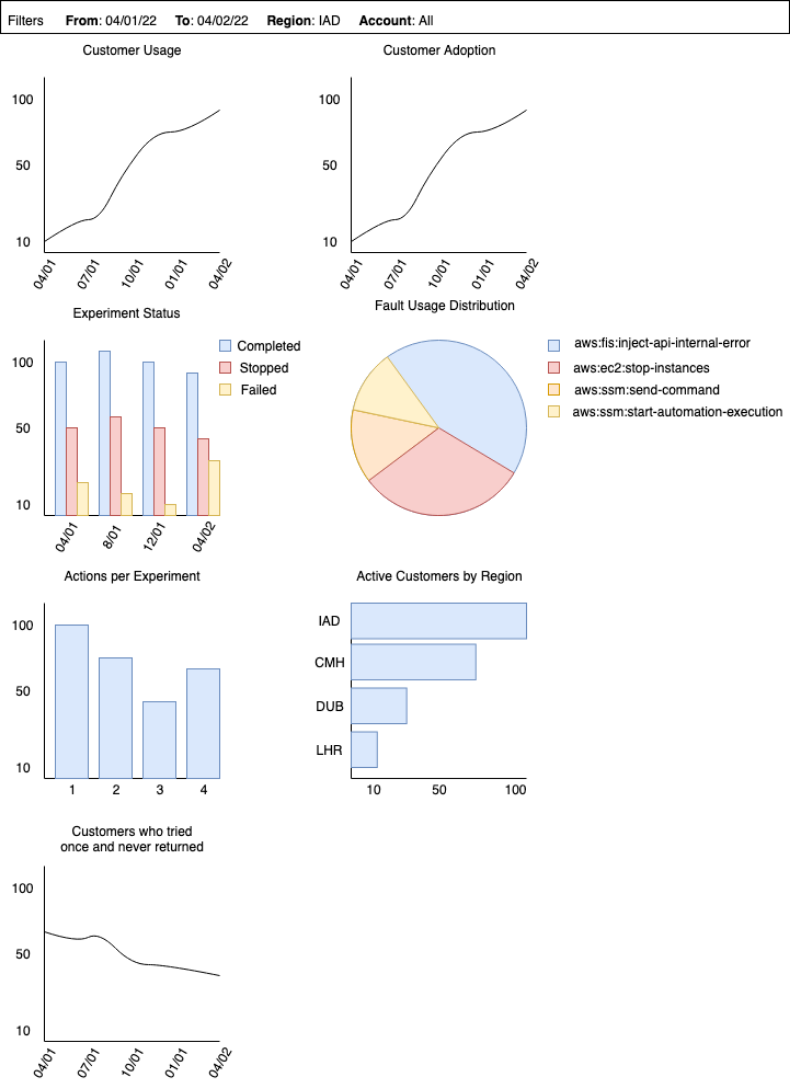 Filters From: 04/01/22 To: 04/02/22 Region: IAD Account: All
Customer Usage
100
50
10
04/01
07/01
10/01
01/01
04/02
Customer Adoption
100
50
10
04/01
07/01
10/01
01/01
04/02
Experiment Status
100
50
10
04/01
8/01
12/01
04/02
Completed
Stopped
Failed
Fault Usage Distribution
aws:fis:inject-api-internal-error
aws:ec2:stop-instances
aws:ssm:send-command
aws:ssm:start-automation-execution
Actions per Experiment
100
50
10
1
2
3
4
Active Customers by Region
IAD
CMH
DUB
LHR
10
50
100
Customers who tried
once and never returned
100
50
10
04/01
07/01
10/01
01/01
04/02